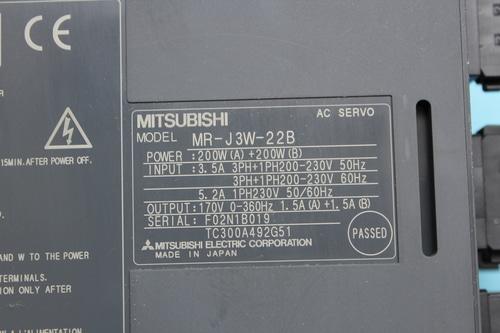 CE
15MIN. AFTER POWER OFF.
AND W TO THE POWER
TERMINALS.
ION ONLY AFTER
MITSUBISHI
AC SERVO
MODEL MR-J3W-22B
POWER : 200W(A) +200W(B)
INPUT : 3.5A 3PH+1PH200-230V 50Hz
3PH+1PH200-230V 60Hz
5.2A 1PH230V 50/60Hz
OUTPUT: 170V 0-360Hz 1.5A(A)+1.5A(B)
SERIAL: F02N1B019
TC300A492G51
MITSUBISHI ELECTRIC CORPORATION
MADE IN JAPAN
PASSED